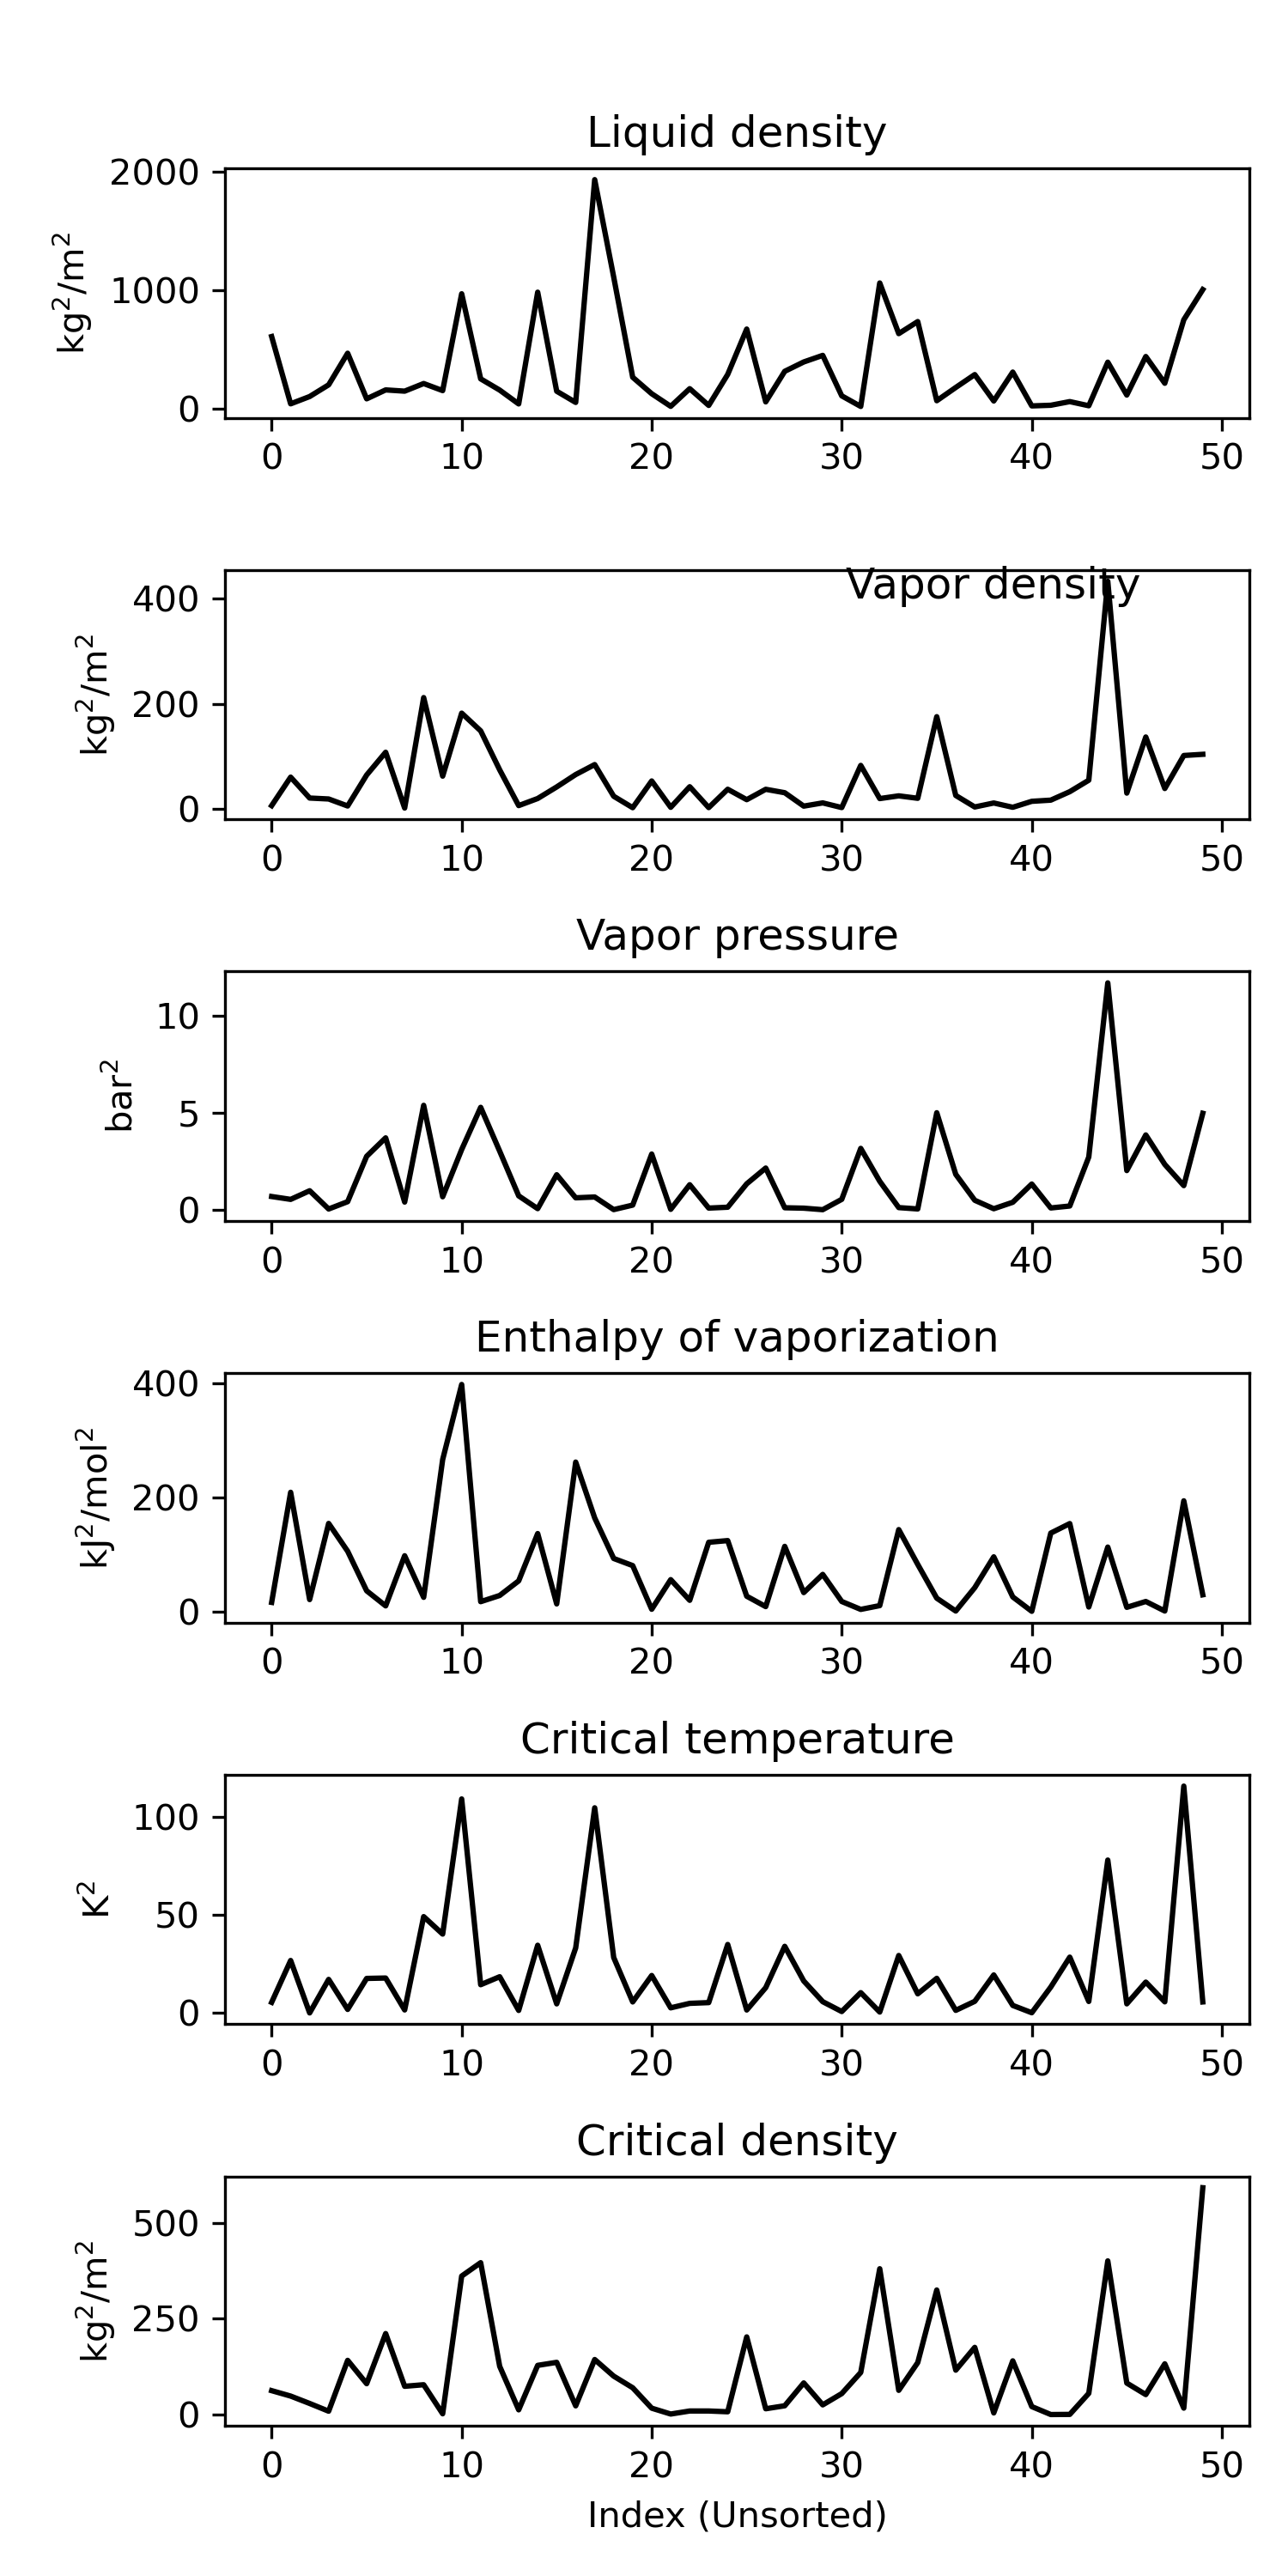 Liquid density
kg²/m²
2000
1000
0
0 10 20 30 40 50
Vapor density
kg²/m²
400
200
0
0 10 20 30 40 50
Vapor pressure
bar²
10
5
0
0 10 20 30 40 50
Enthalpy of vaporization
kJ²/mol²
400
200
0
0 10 20 30 40 50
Critical temperature
K²
100
50
0
0 10 20 30 40 50
Critical density
kg²/m²
500
250
0
0 10 20 30 40 50
Index (Unsorted)